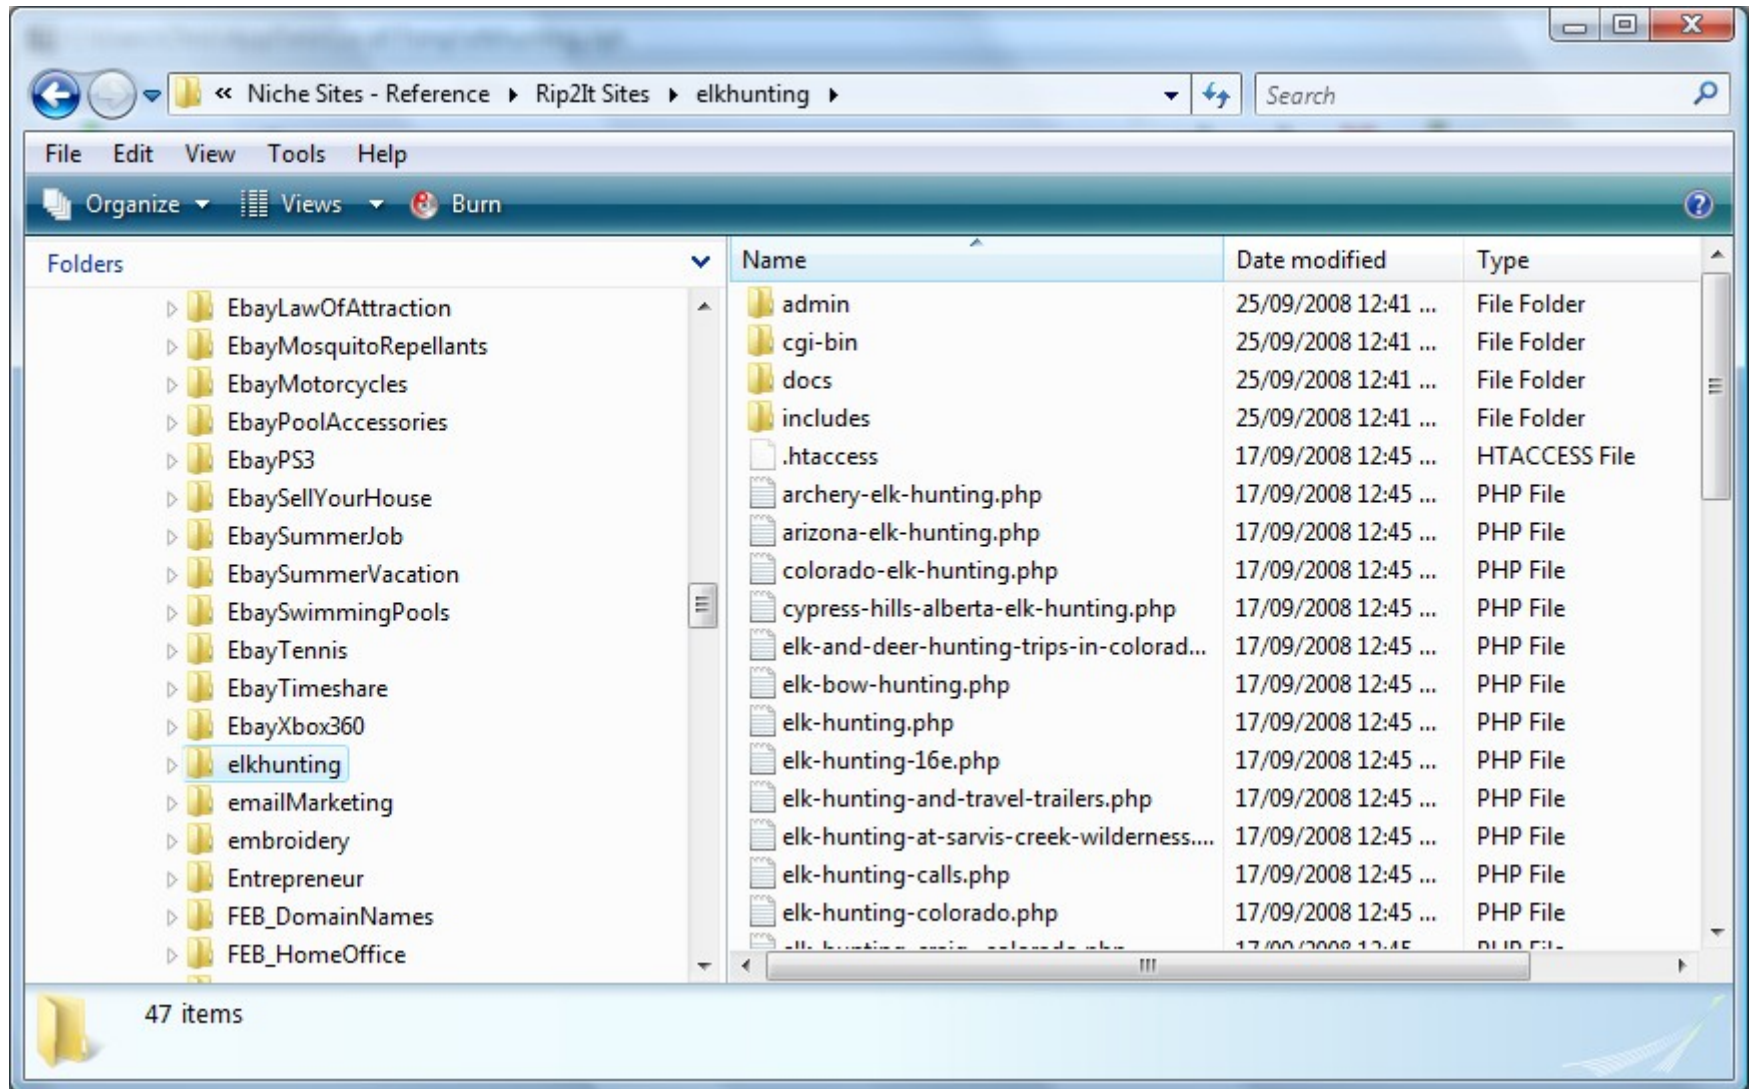 « Niche Sites - Reference Rip2It Sites elkhunting Search
File Edit View Tools Help
Organize Views Burn
Folders
EbayLawOfAttraction
EbayMosquitoRepellants
EbayMotorcycles
EbayPoolAccessories
EbayPS3
EbaySellYourHouse
EbaySummerJob
EbaySummerVacation
EbaySwimmingPools
EbayTennis
EbayTimeshare
EbayXbox360
elkhunting
emailMarketing
embroidery
Entrepreneur
FEB_DomainNames
FEB_HomeOffice
Name Date modified Type
admin 25/09/2008 12:41 ... File Folder
cgi-bin 25/09/2008 12:41 ... File Folder
docs 25/09/2008 12:41 ... File Folder
includes 25/09/2008 12:41 ... File Folder
.htaccess 17/09/2008 12:45 ... HTACCESS File
archery-elk-hunting.php 17/09/2008 12:45 ... PHP File
arizona-elk-hunting.php 17/09/2008 12:45 ... PHP File
colorado-elk-hunting.php 17/09/2008 12:45 ... PHP File
cypress-hills-alberta-elk-hunting.php 17/09/2008 12:45 ... PHP File
elk-and-deer-hunting-trips-in-colorad... 17/09/2008 12:45 ... PHP File
elk-bow-hunting.php 17/09/2008 12:45 ... PHP File
elk-hunting.php 17/09/2008 12:45 ... PHP File
elk-hunting-16e.php 17/09/2008 12:45 ... PHP File
elk-hunting-and-travel-trailers.php 17/09/2008 12:45 ... PHP File
elk-hunting-at-sarvis-creek-wilderness.... 17/09/2008 12:45 ... PHP File
elk-hunting-calls.php 17/09/2008 12:45 ... PHP File
elk-hunting-colorado.php 17/09/2008 12:45 ... PHP File
47 items